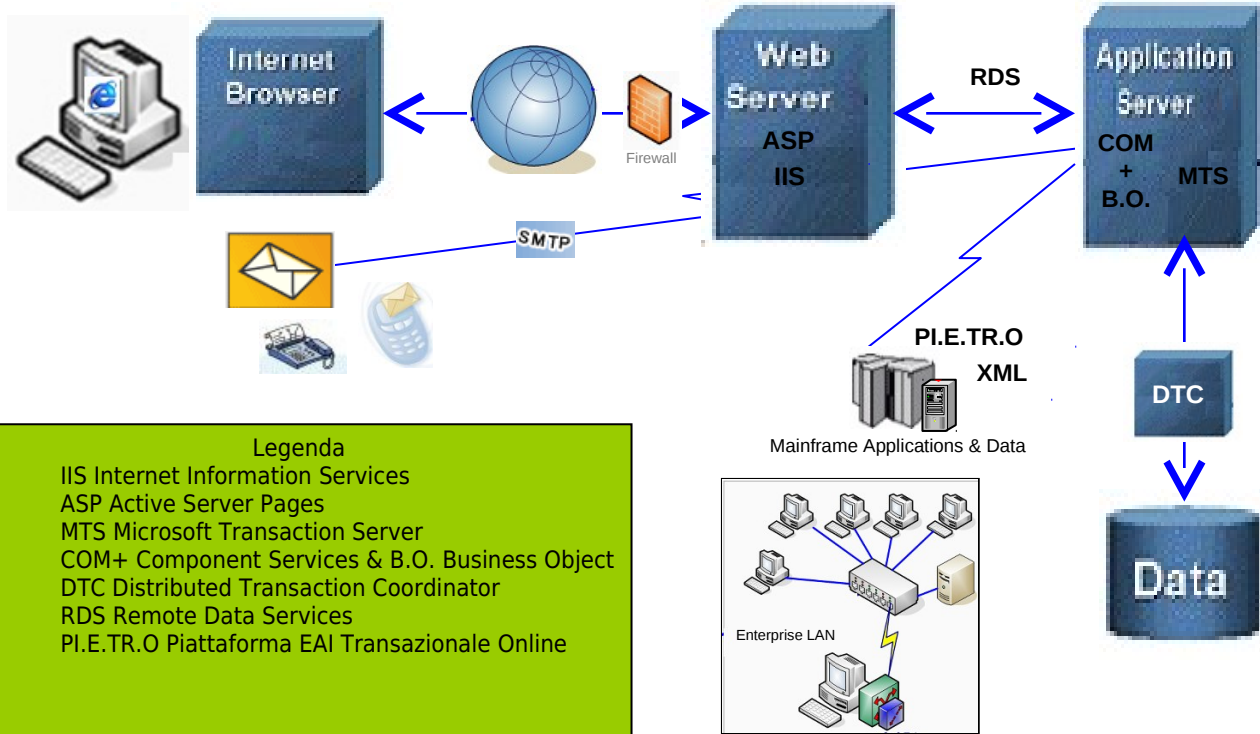 Internet
Browser
Firewall
Web
Server
ASP
IIS
RDS
Application
Server
COM
+
B.O.
MTS
SMTP
PI.E.TR.O
XML
Mainframe Applications & Data
DTC
Data
Enterprise LAN
Legenda
IIS Internet Information Services
ASP Active Server Pages
MTS Microsoft Transaction Server
COM+ Component Services & B.O. Business Object
DTC Distributed Transaction Coordinator
RDS Remote Data Services
PI.E.TR.O Piattaforma EAI Transazionale Online